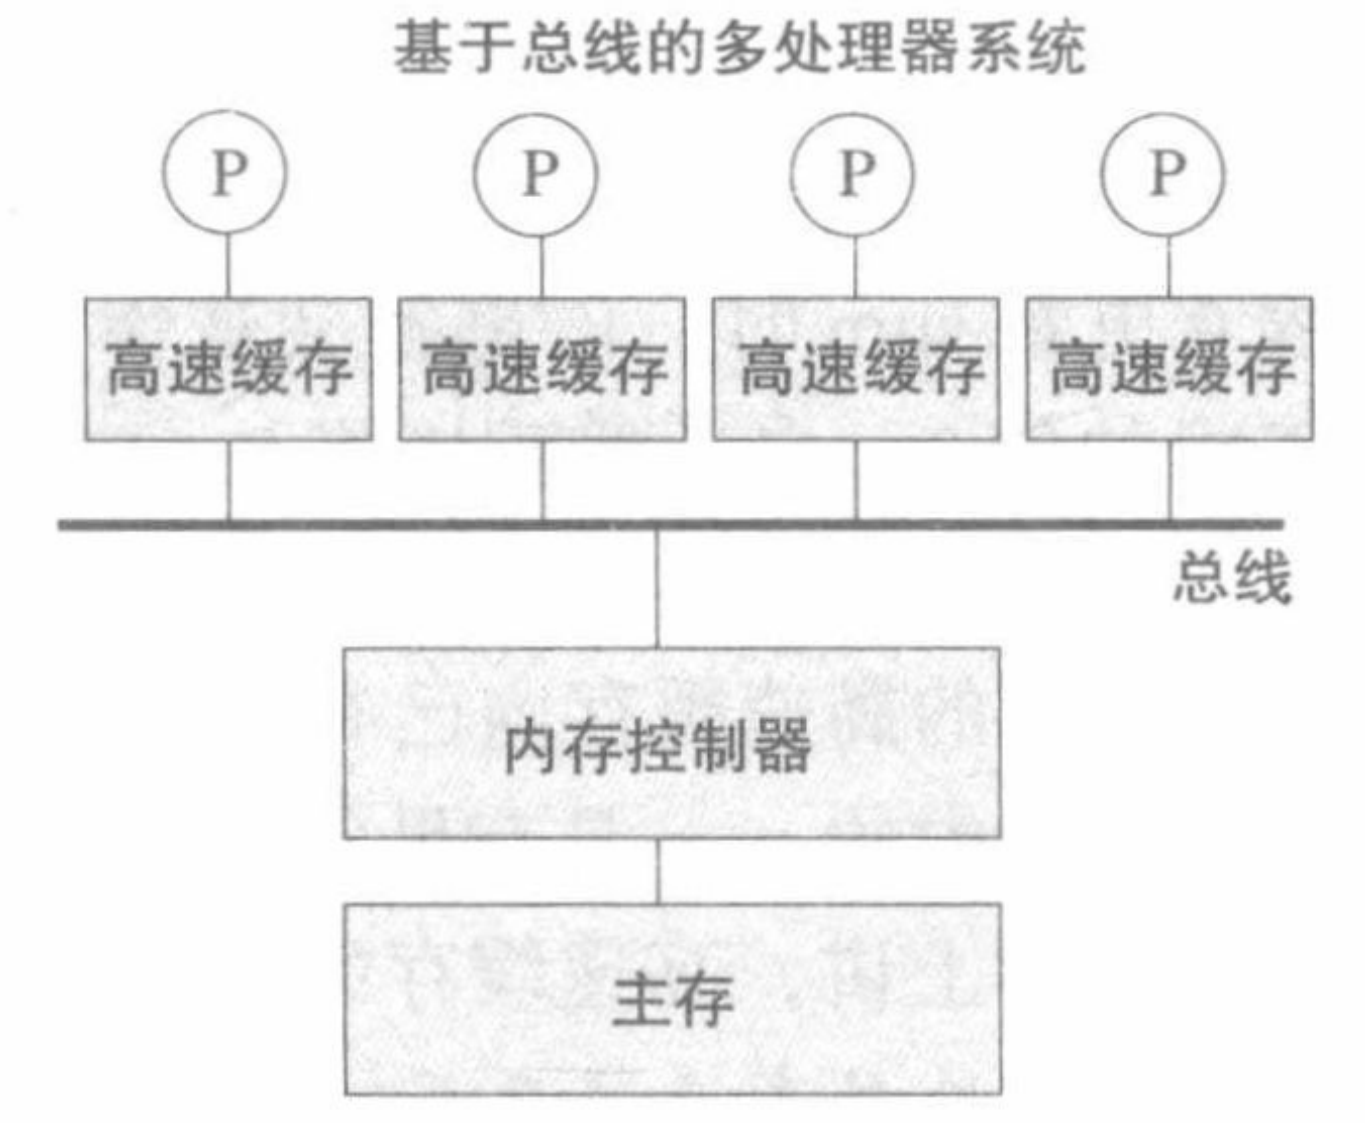 基于总线的多处理器系统
P P P P
高速缓存 高速缓存 高速缓存 高速缓存
总线
内存控制器
主存